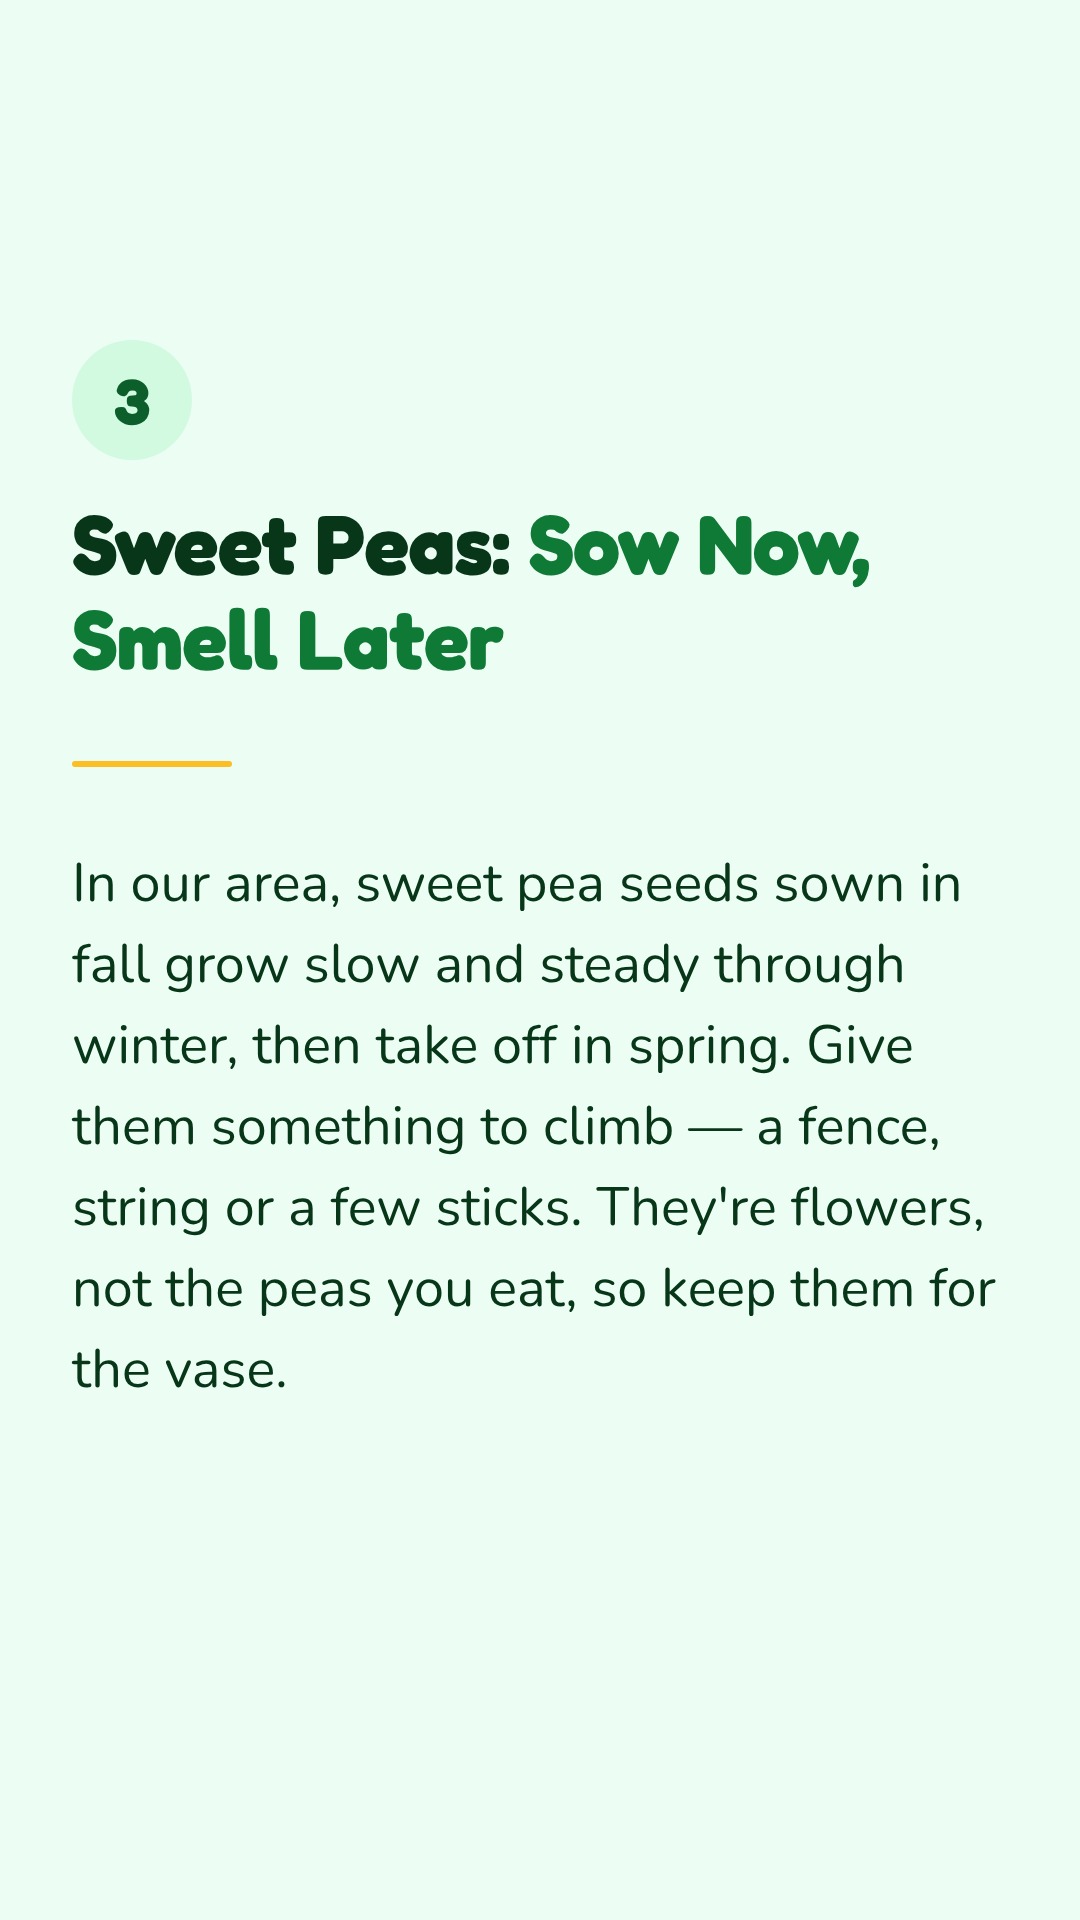 3
Sweet Peas: Sow Now,
Smell Later
In our area, sweet pea seeds sown in
fall grow slow and steady through
winter, then take off in spring. Give
them something to climb — a fence,
string or a few sticks. They're flowers,
not the peas you eat, so keep them for
the vase.